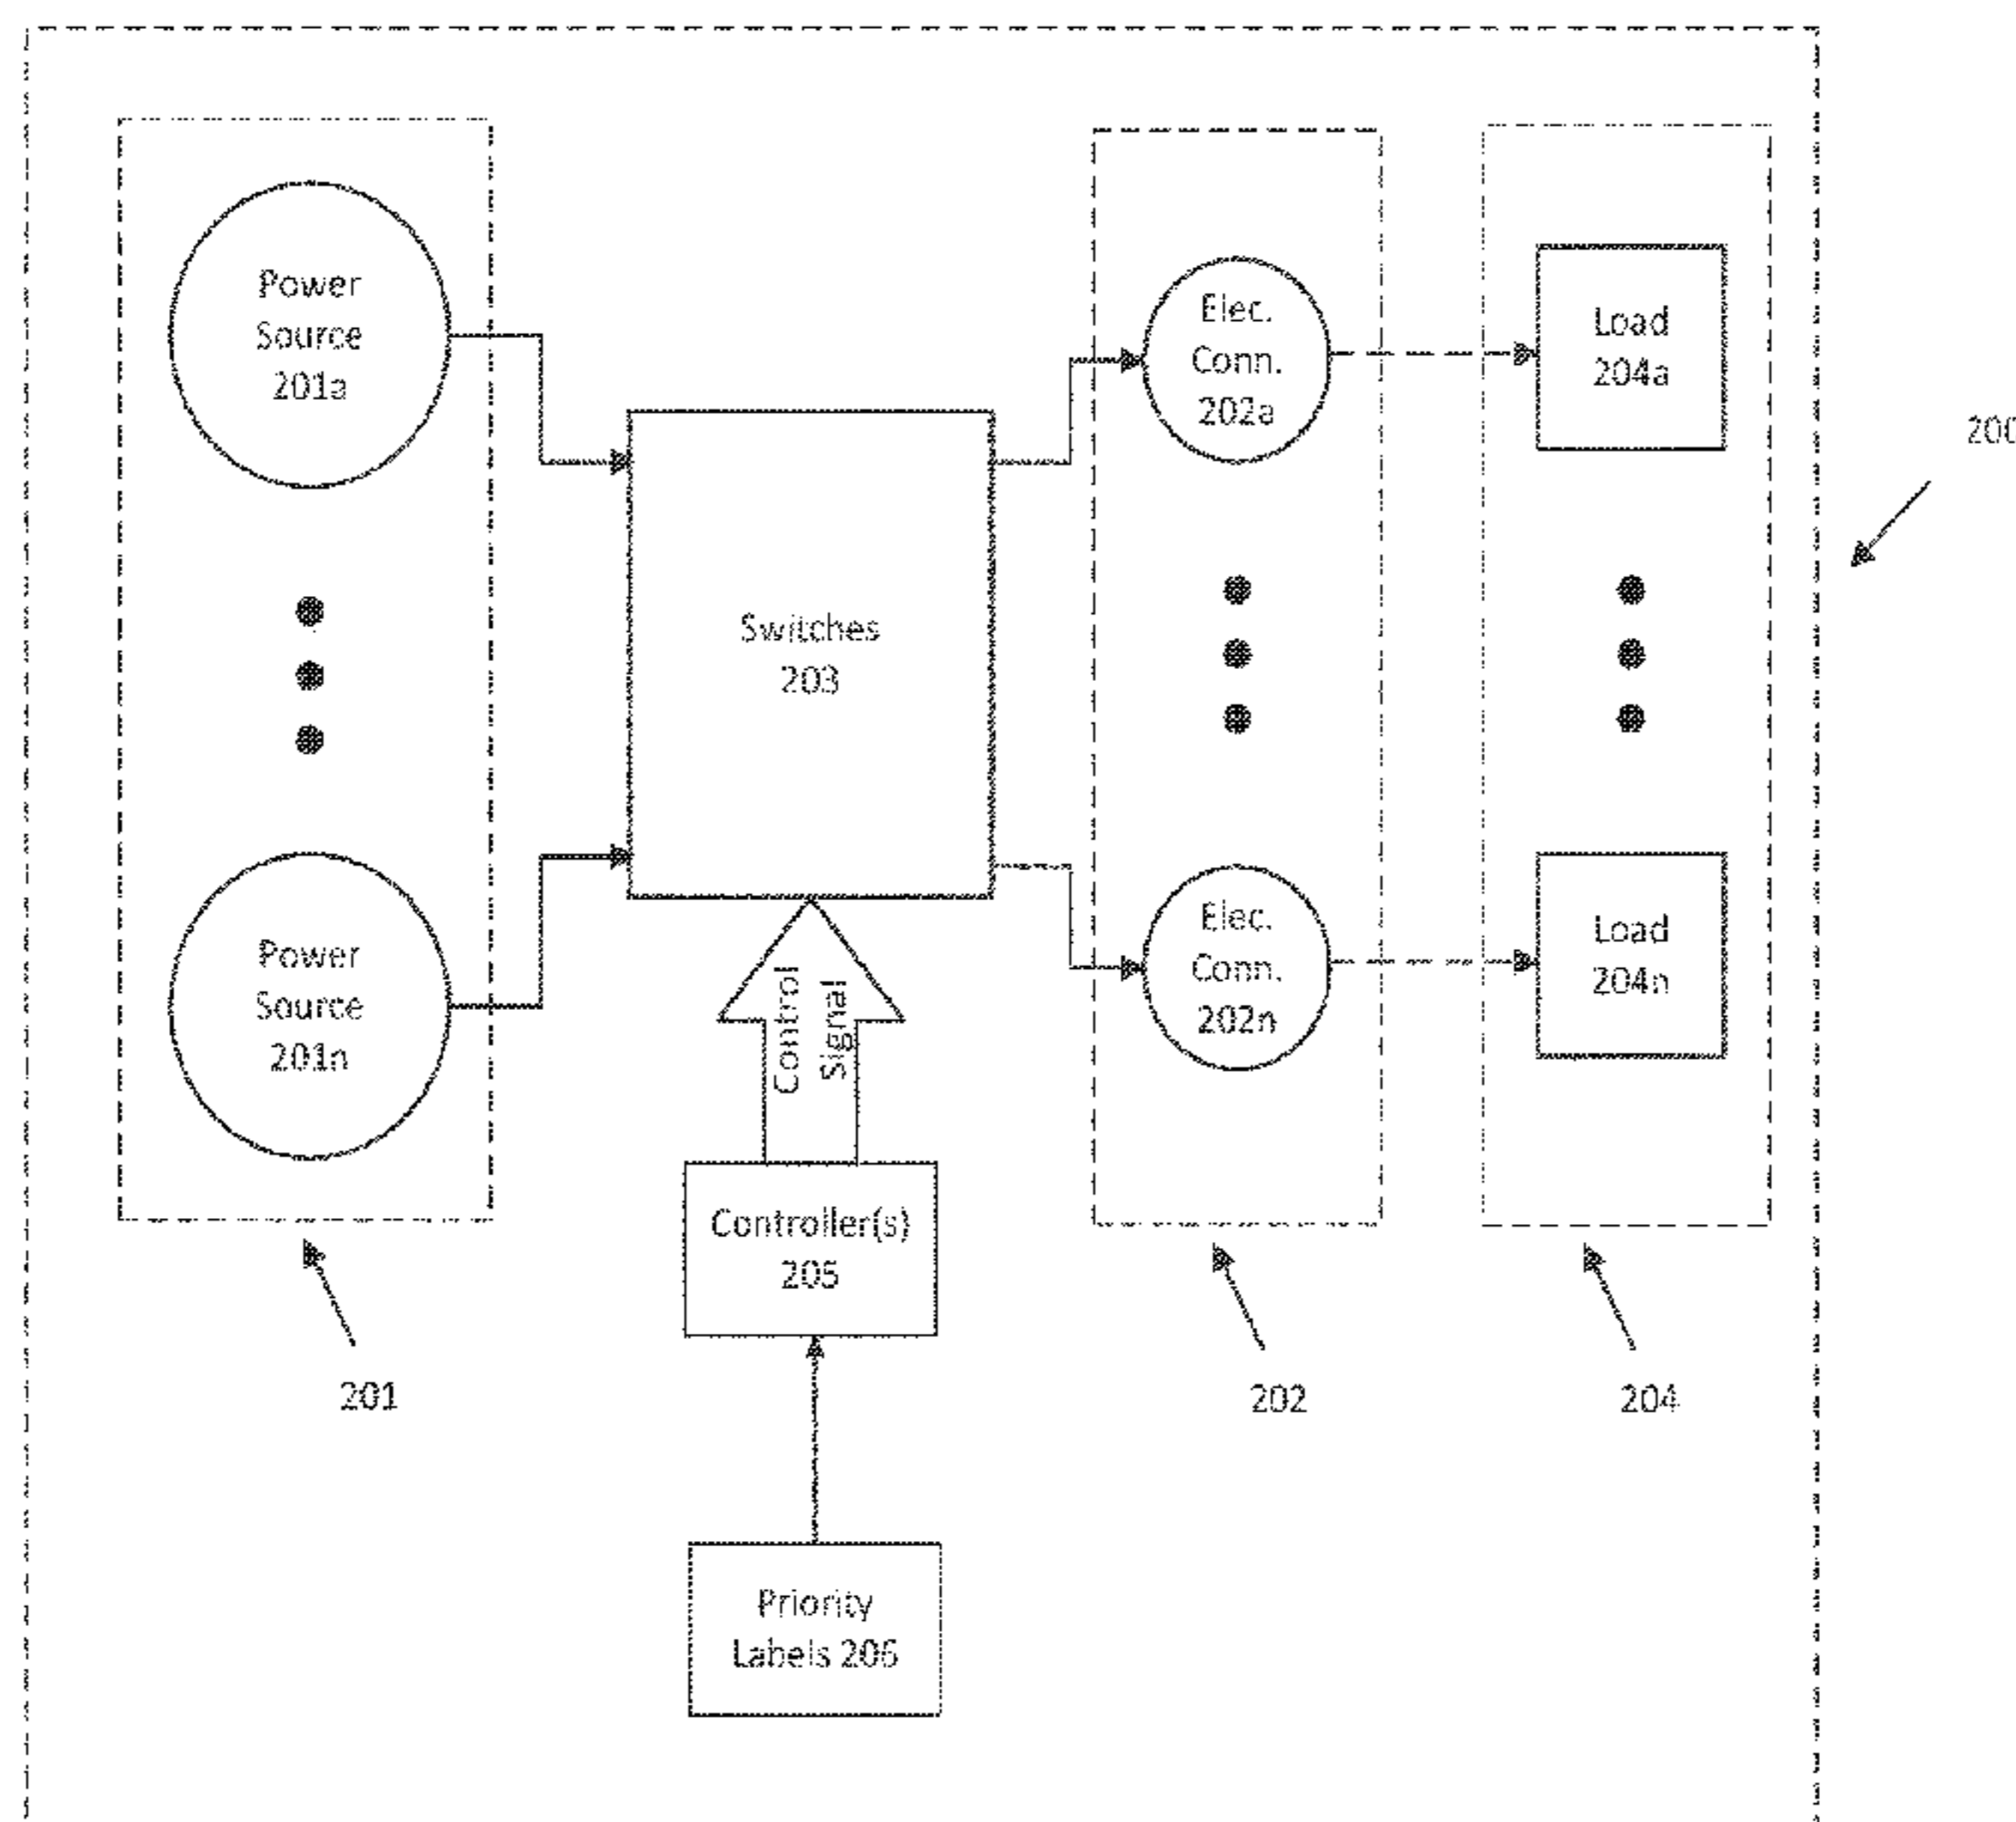 Power
Source
201a
Elec.
Conn.
202a
Load
204a
200
Switches
203
Power
Source
201n
Control
Signal
Elec.
Conn.
202n
Load
204n
Controller(s)
205
201
202
204
Priority
Labels 206